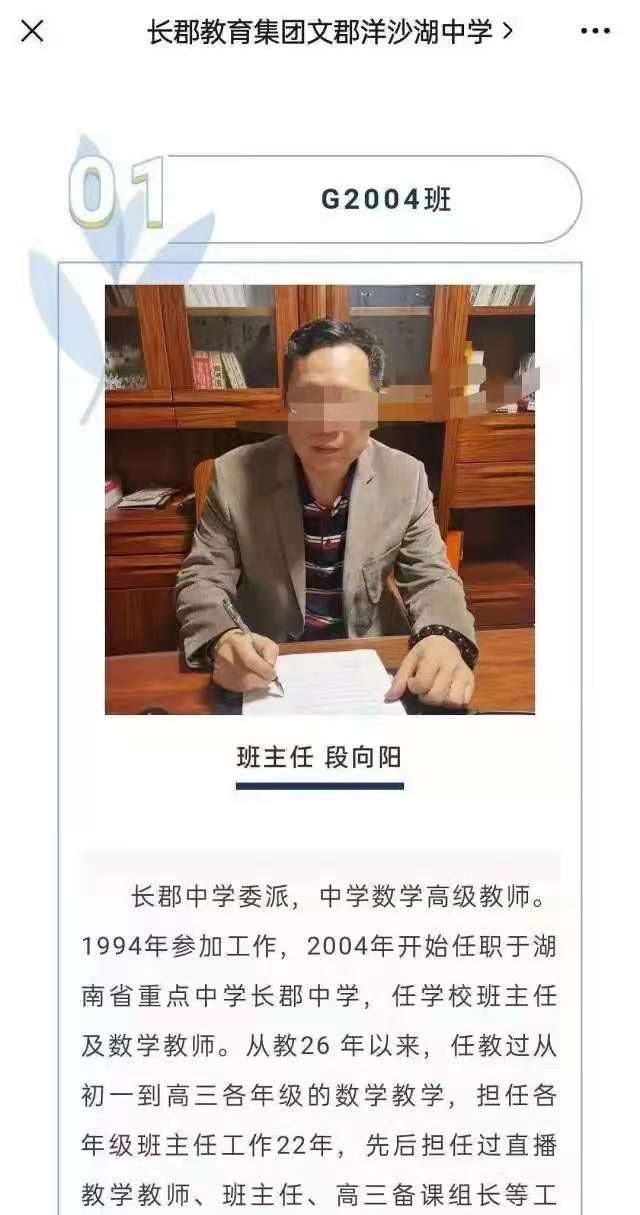 长郡教育集团文郡洋沙湖中学
01
G2004班
班主任 段向阳
长郡中学委派，中学数学高级教师。
1994年参加工作，2004年开始任职于湖
南省重点中学长郡中学，任学校班主任
及数学教师。从教26 年以来，任教过从
初一到高三各年级的数学教学，担任各
年级班主任工作22年，先后担任过直播
教学教师、班主任、高三备课组长等工